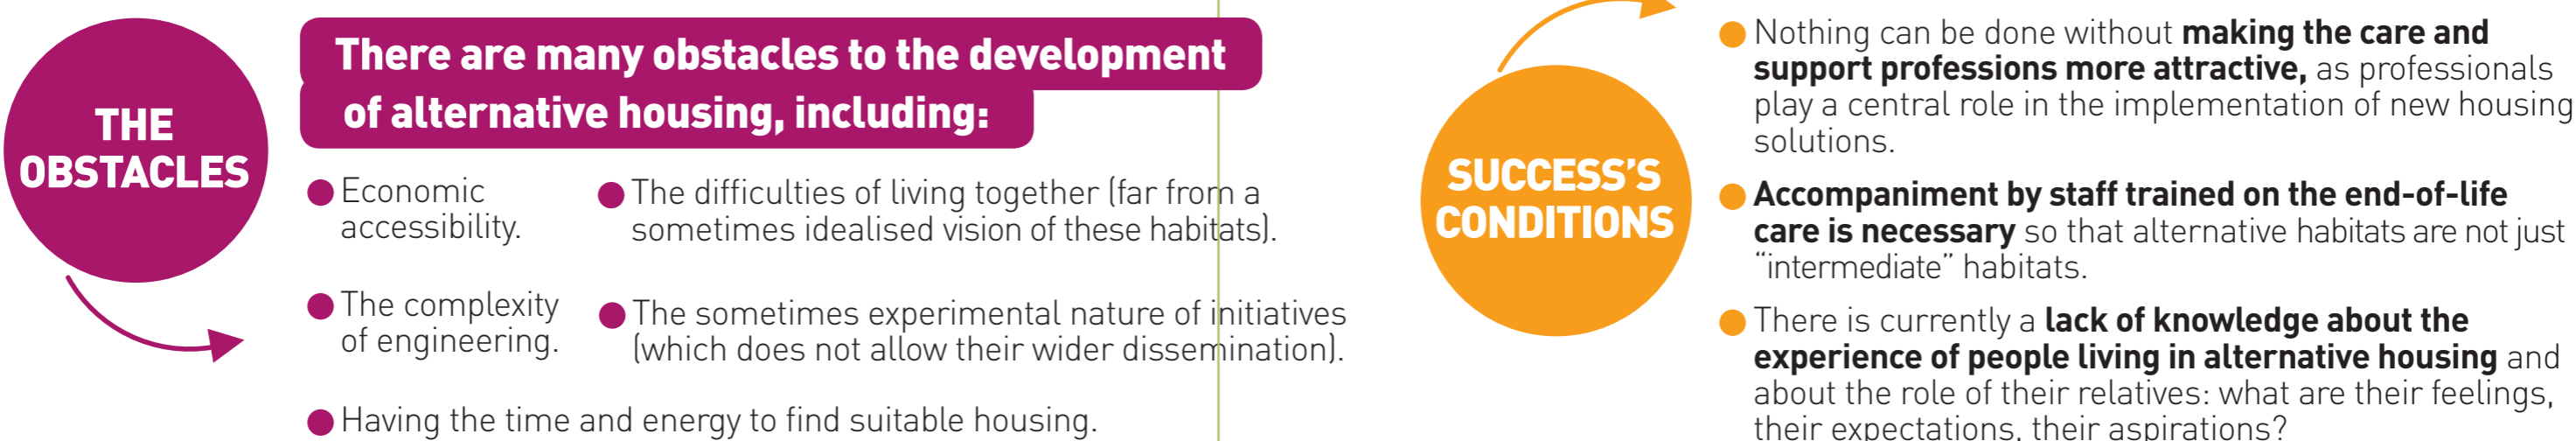 THE
OBSTACLES
There are many obstacles to the development
of alternative housing, including:
Economic
accessibility.
The difficulties of living together (far from a
sometimes idealised vision of these habitats).
The complexity
of engineering.
The sometimes experimental nature of initiatives
(which does not allow their wider dissemination).
Having the time and energy to find suitable housing.
SUCCESS’S
CONDITIONS
Nothing can be done without making the care and
support professions more attractive, as professionals
play a central role in the implementation of new housing
solutions.
Accompaniment by staff trained on the end-of-life
care is necessary so that alternative habitats are not just
“intermediate” habitats.
There is currently a lack of knowledge about the
experience of people living in alternative housing and
about the role of their relatives: what are their feelings,
their expectations, their aspirations?